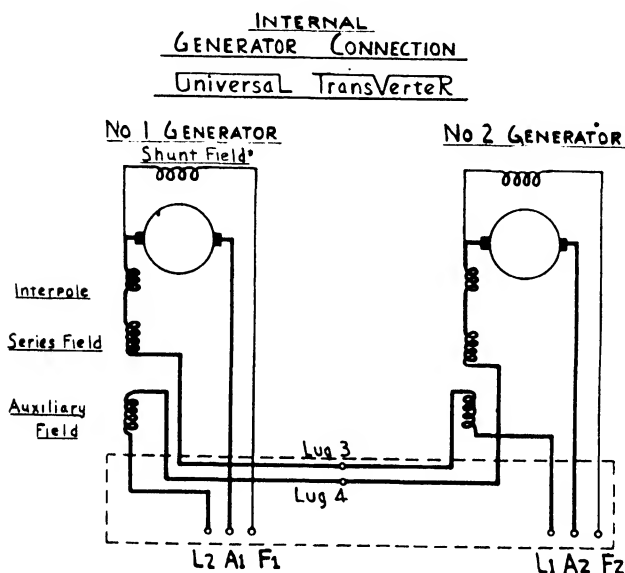 INTERNAL
GENERATOR CONNECTION
UniversaL TransVerteR
No 1 GENERATOR
No 2 GENERATOR
Shunt Field
Interpole
Series Field
Auxiliary
Field
Lug 3
Lug 4
L2 A1 F1
L1 A2 F2